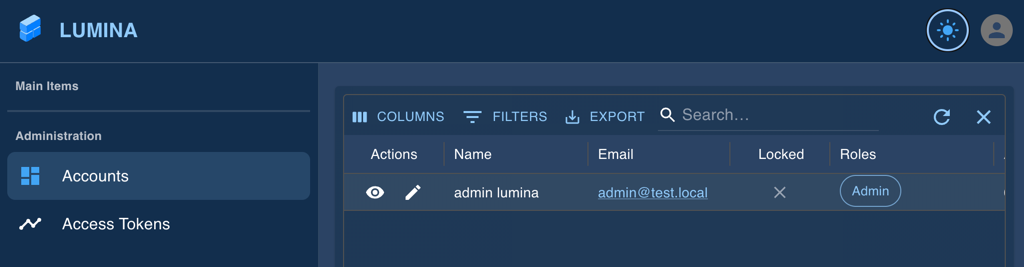 LUMINA
Main Items
Administration
Accounts
Access Tokens
COLUMNS FILTERS EXPORT Search…
Actions Name Email Locked Roles
admin lumina admin@test.local Admin